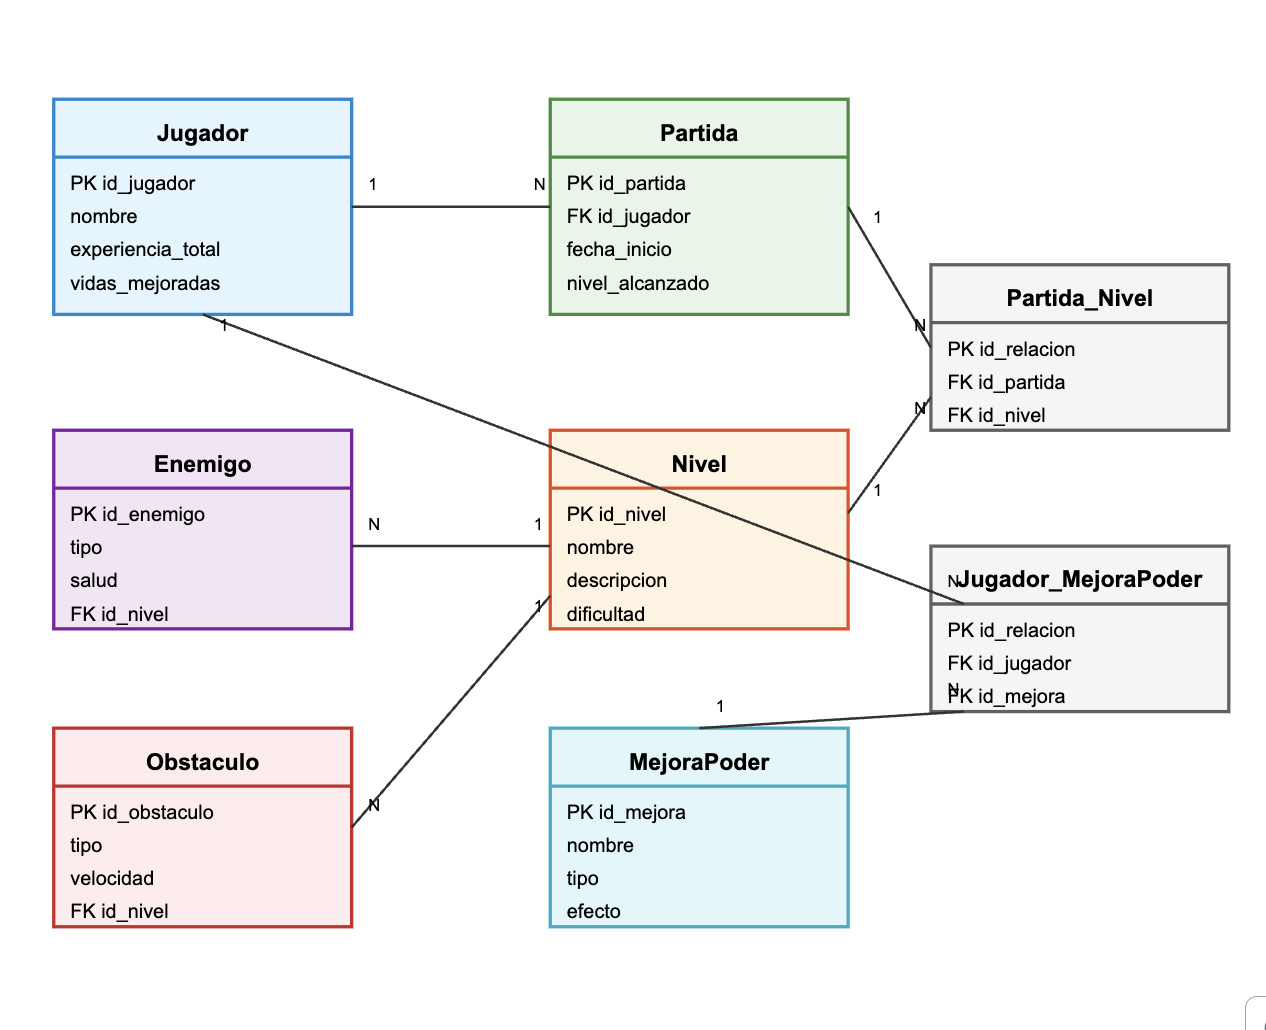 Jugador
PK id_jugador
nombre
experiencia_total
vidas_mejoradas
1
N
Partida
PK id_partida
FK id_jugador
fecha_inicio
nivel_alcanzado
1
N
Partida_Nivel
PK id_relacion
FK id_partida
FK id_nivel
N
1
1
Enemigo
PK id_enemigo
tipo
salud
FK id_nivel
N
1
Nivel
PK id_nivel
nombre
descripcion
dificultad
1
N
Jugador_MejoraPoder
PK id_relacion
FK id_jugador
FK id_mejora
N
1
Obstaculo
PK id_obstaculo
tipo
velocidad
FK id_nivel
N
MejoraPoder
PK id_mejora
nombre
tipo
efecto